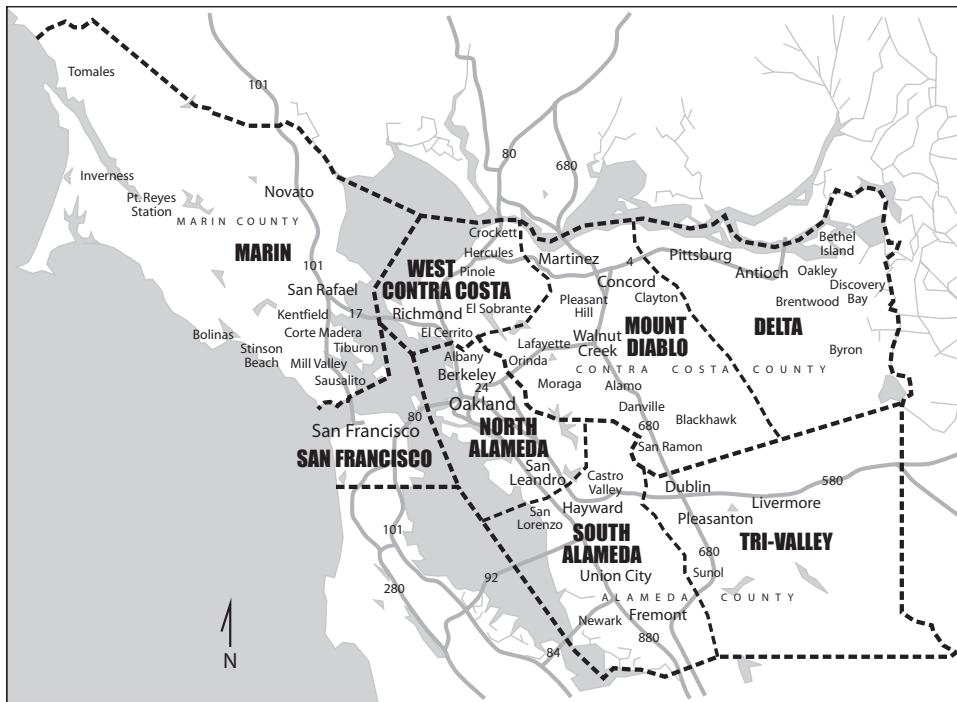 Tomales
101
80
680
Inverness
Pt. Reyes
Station
Novato
MARIN COUNTY
MARIN
101
San Rafael
Kentfield
17
Corte Madera
Tiburon
Bolinas
Stinson
Beach
Mill Valley
Sausalito
Crockett
Hercules
Pinole
WEST
CONTRA COSTA
Richmond
El Sobrante
El Cerrito
Martinez
4
Concord
Clayton
Pleasant
Hill
Walnut
Creek
Lafayette
Orinda
Moraga
MOUNT
DIABLO
CONTRA COSTA COUNTY
Alamo
Danville
Blackhawk
680
San Ramon
Pittsburg
Antioch
Bethel
Island
Oakley
Discovery
Bay
Brentwood
DELTA
Byron
Albany
Berkeley
24
Oakland
80
NORTH
ALAMEDA
San
Leandro
San Francisco
SAN FRANCISCO
Castro
Valley
Hayward
San
Lorenzo
SOUTH
ALAMEDA
Union City
Dublin
580
Livermore
Pleasanton
TRI-VALLEY
680
Sunol
ALAMEDA COUNTY
Newark
Fremont
880
101
92
280
84
N